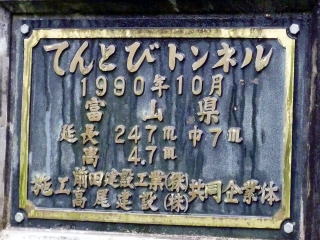 てんとびトンネル
1990年10月
富山県
延長 247m 巾7m
高 4.7m
施工 前田建設工業(株) 共同企業体
高尾建設(株)